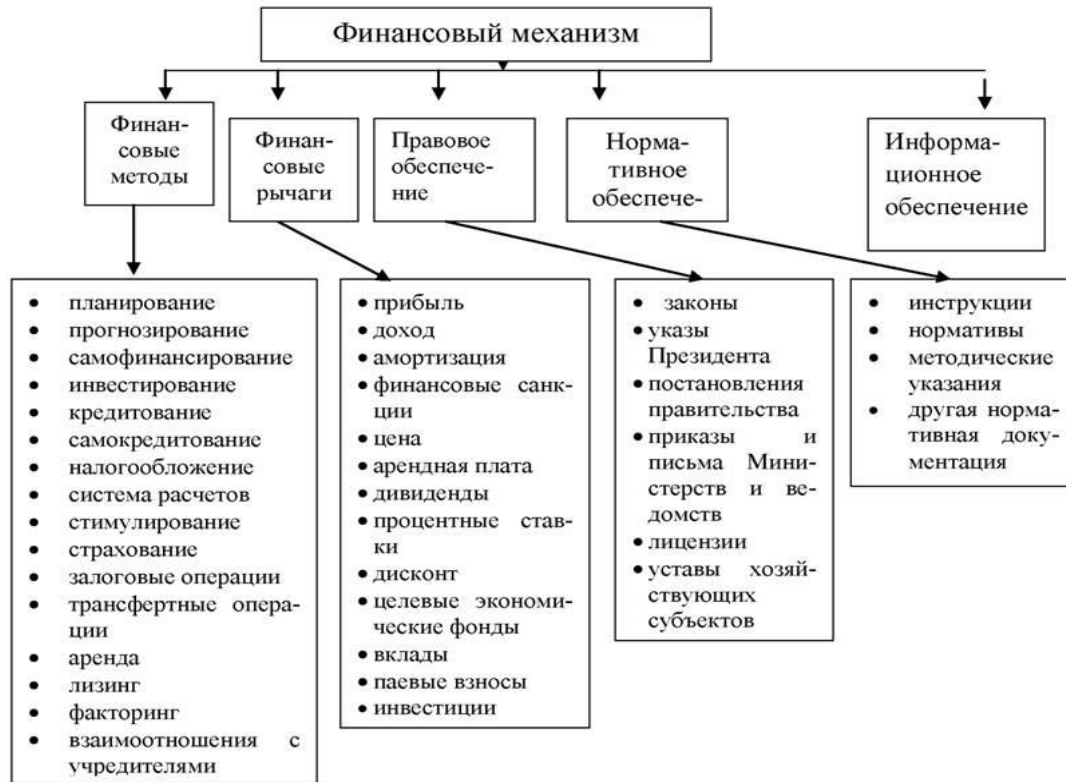 Финансовый механизм
Финан-
совые
методы
Финан-
совые
рычаги
Правовое
обеспече-
ние
Норма-
тивное
обеспече-
Информа-
ционное
обеспечение
• планирование
• прогнозирование
• самофинансирование
• инвестирование
• кредитование
• самокредитование
• налогообложение
• система расчетов
• стимулирование
• страхование
• залоговые операции
• трансфертные опера-
ции
• аренда
• лизинг
• факторинг
• взаимоотношения с
учредителями
• прибыль
• доход
• амортизация
• финансовые санк-
ции
• цена
• арендная плата
• дивиденды
• процентные став-
ки
• дисконт
• целевые экономи-
ческие фонды
• вклады
• паевые взносы
• инвестиции
• законы
• указы
Президента
• постановления
правительства
• приказы и
письма Мини-
стерств и ве-
домств
• лицензии
• уставы хозяй-
ствующих
субъектов
• инструкции
• нормативы
• методические
указания
• другая норма-
тивная доку-
ментация